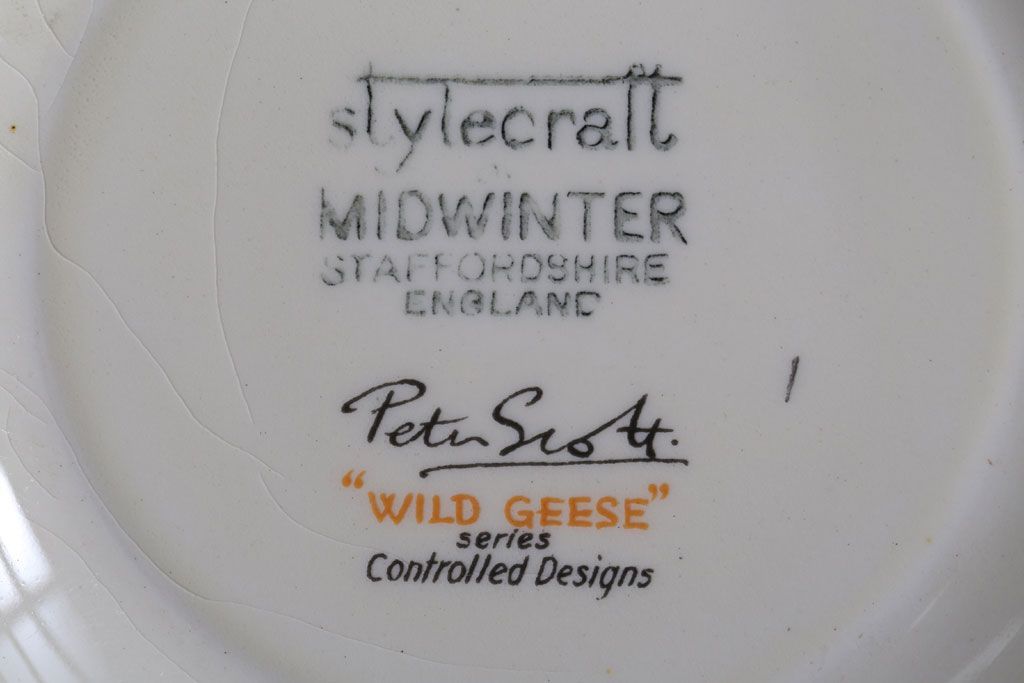 stylecraft
MIDWINTER
STAFFORDSHIRE
ENGLAND
Peter Scott.
"WILD GEESE"
series
Controlled Designs